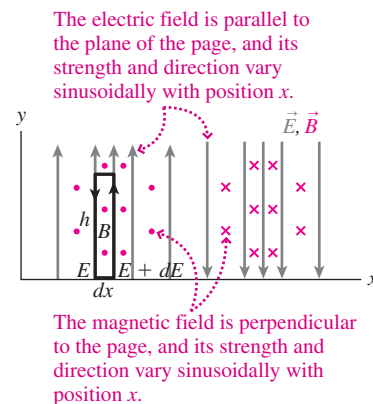 The electric field is parallel to
the plane of the page, and its
strength and direction vary
sinusoidally with position x.
y
E⃗, B⃗
h
B
E E + dE
dx
x
The magnetic field is perpendicular
to the page, and its strength and
direction vary sinusoidally with
position x.